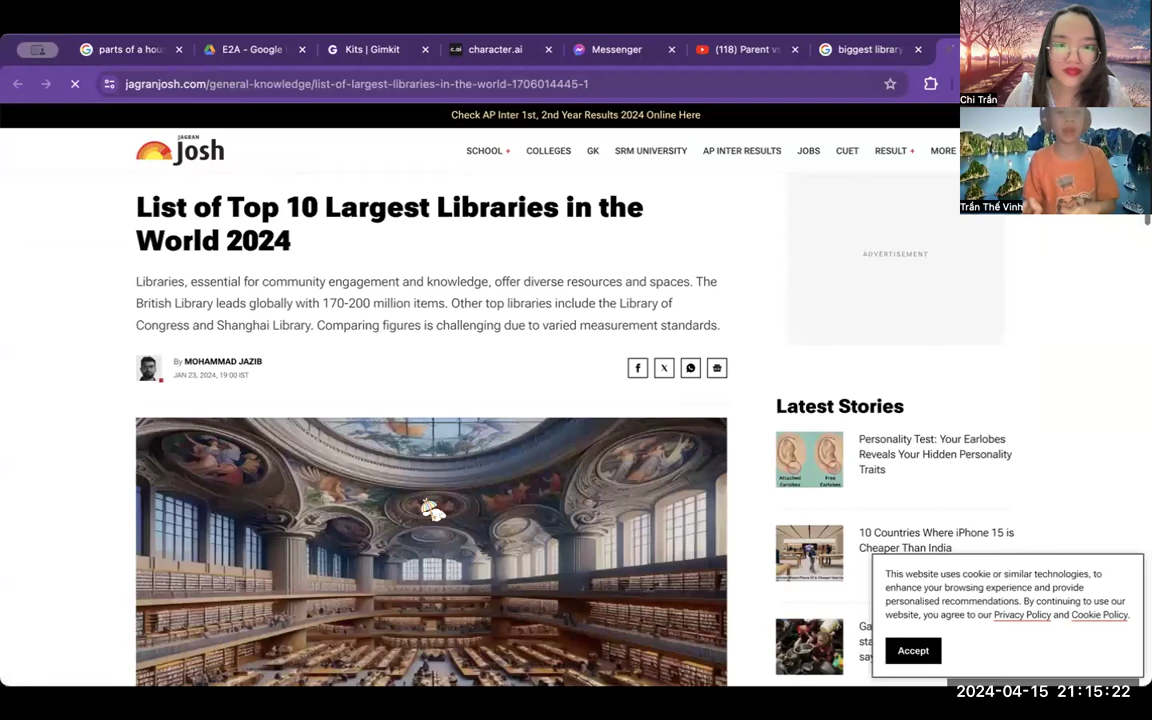 parts of a hou
E2A - Google
Kits | Gimkit
character.ai
Messenger
(118) Parent v
biggest library
jagranjosh.com/general-knowledge/list-of-largest-libraries-in-the-world-1706014445-1
Chi Trần
Check AP Inter 1st, 2nd Year Results 2024 Online Here
JAGRAN
Josh
SCHOOL + COLLEGES GK SRM UNIVERSITY AP INTER RESULTS JOBS CUET RESULT + MORE
Trần Thế Vinh
List of Top 10 Largest Libraries in the
World 2024
ADVERTISEMENT
Libraries, essential for community engagement and knowledge, offer diverse resources and spaces. The
British Library leads globally with 170-200 million items. Other top libraries include the Library of
Congress and Shanghai Library. Comparing figures is challenging due to varied measurement standards.
By MOHAMMAD JAZIB
JAN 23, 2024, 19:00 IST
Latest Stories
Personality Test: Your Earlobes
Reveals Your Hidden Personality
Traits
Attached Earlobes
Free Earlobes
10 Countries Where iPhone 15 is
Cheaper Than India
This website uses cookie or similar technologies, to
enhance your browsing experience and provide
personalised recommendations. By continuing to use our
website, you agree to our Privacy Policy and Cookie Policy.
Accept
Ga
sta
say
2024-04-15 21:15:22